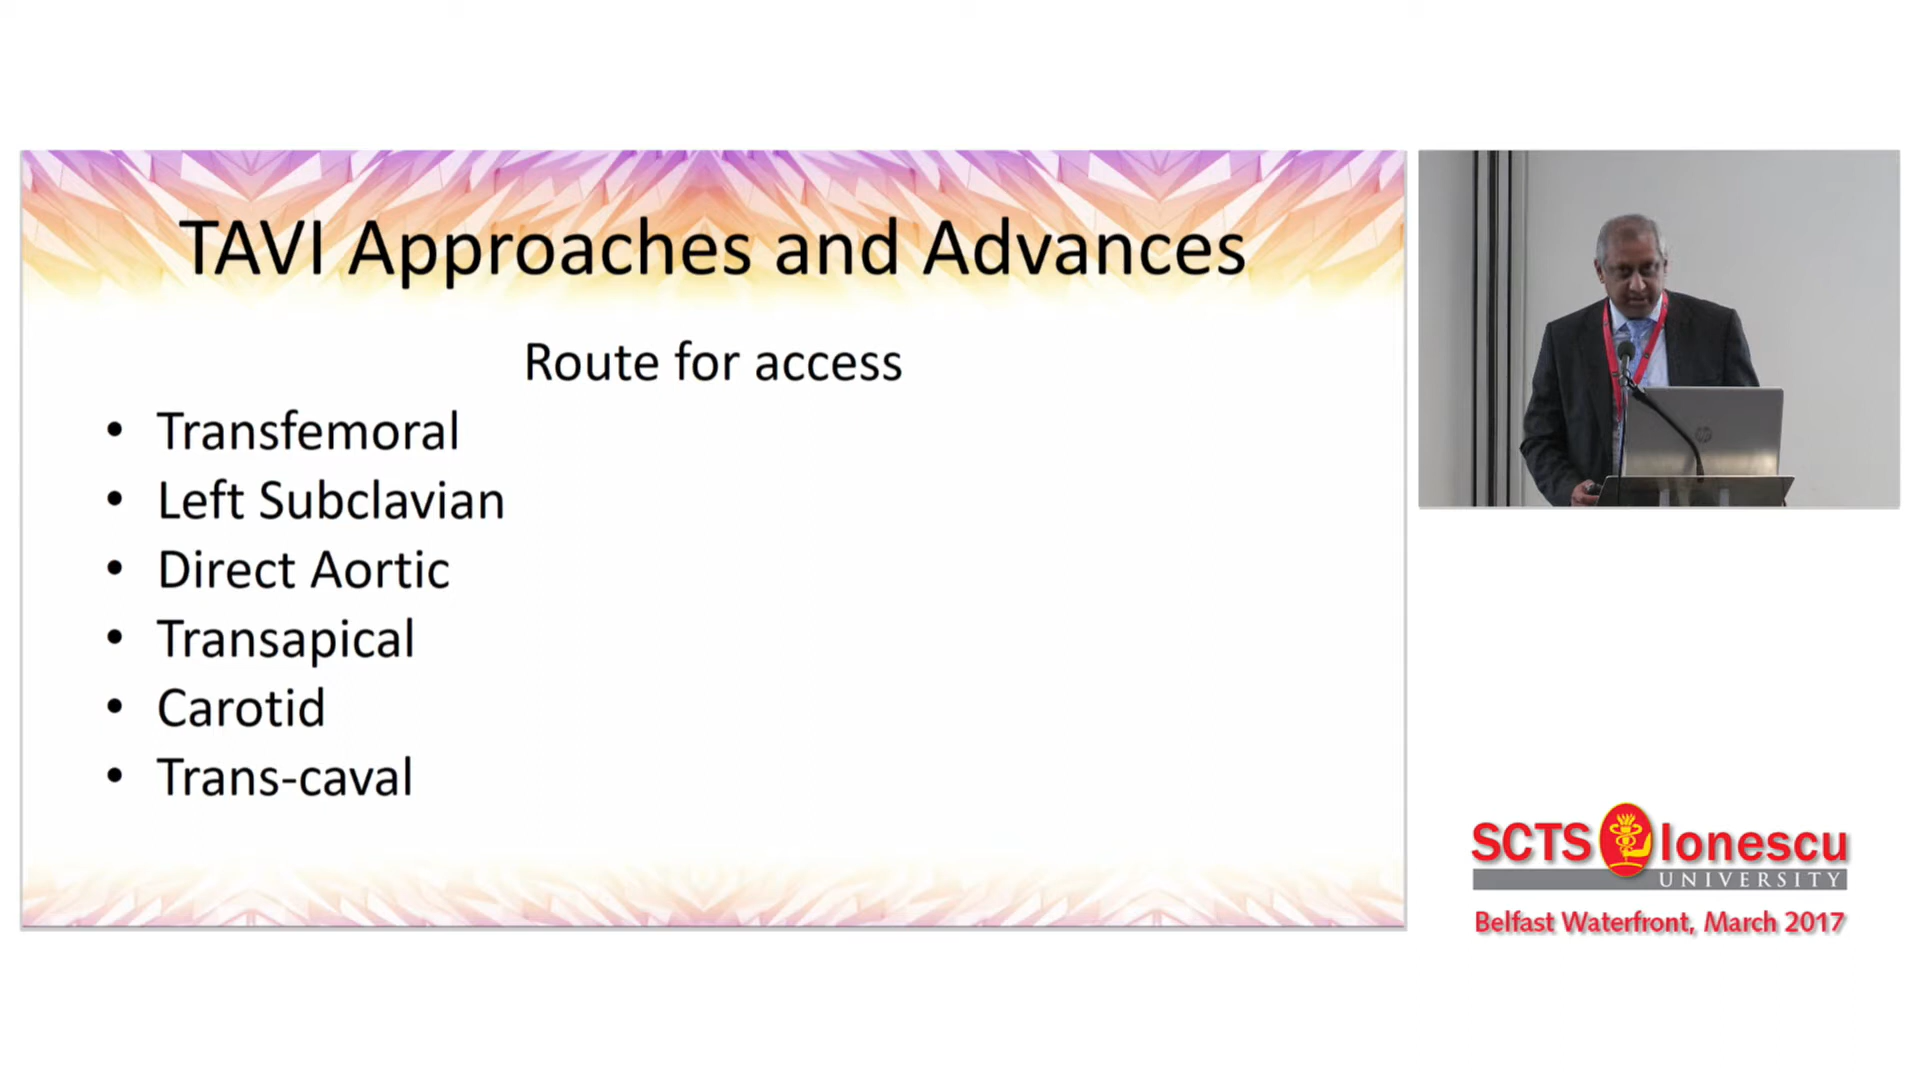 TAVI Approaches and Advances
Route for access
• Transfemoral
• Left Subclavian
• Direct Aortic
• Transapical
• Carotid
• Trans-caval
SCTS Ionescu
UNIVERSITY
Belfast Waterfront, March 2017